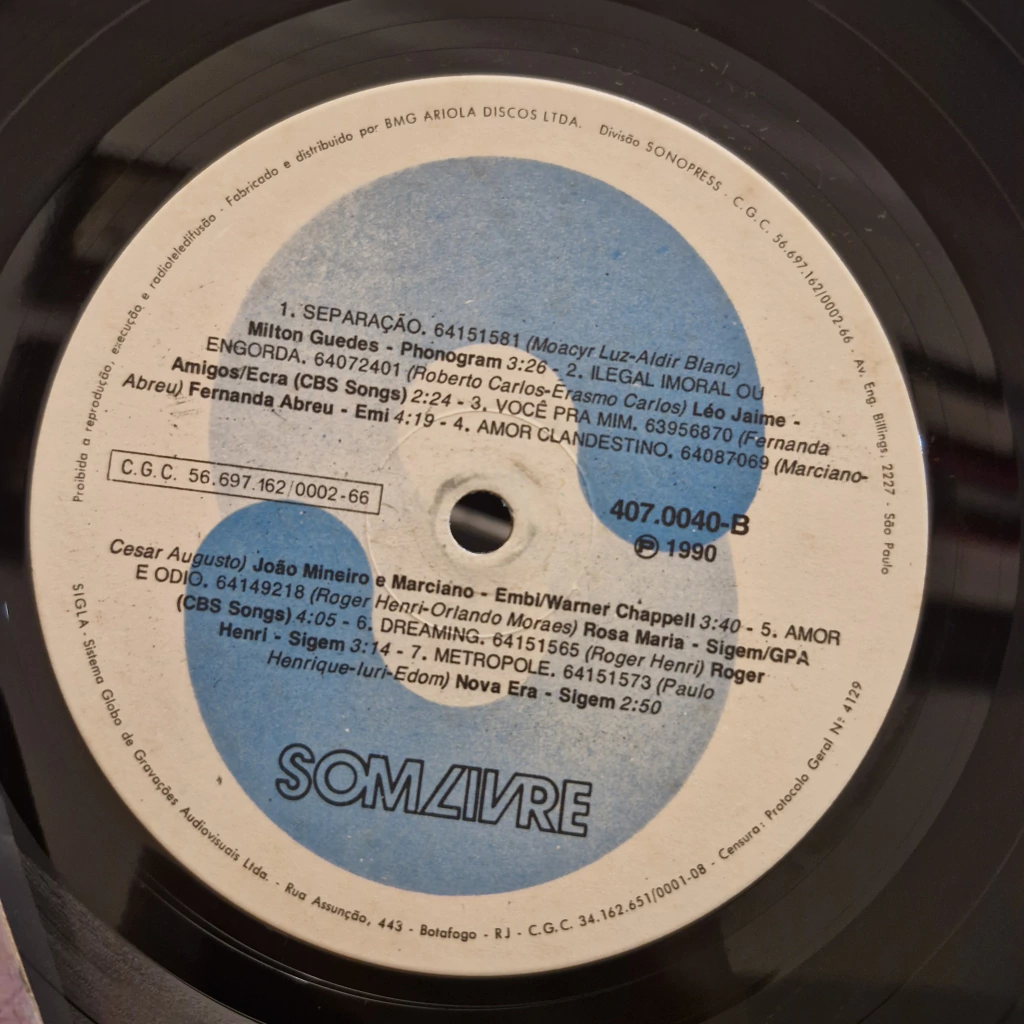 Proibida a reprodução, execução e radioteledifusão - Fabricado e distribuido por BMG ARIOLA DISCOS LTDA. Divisão SONOPRESS - C.G.C. 56.697.162/0002-66 - Av. Eng. Billings, 2227 - São Paulo
1. SEPARAÇÃO. 64151581 (Moacyr Luz-Aldir Blanc)
Milton Guedes - Phonogram 3:26 - 2. ILEGAL IMORAL OU
ENGORDA. 64072401 (Roberto Carlos-Erasmo Carlos) Léo Jaime -
Amigos/Ecra (CBS Songs) 2:24 - 3. VOCÊ PRA MIM. 63956870 (Fernanda
Abreu) Fernanda Abreu - Emi 4:19 - 4. AMOR CLANDESTINO. 64087069 (Marciano-
C.G.C. 56.697.162/0002-66
407.0040-B
Ⓟ 1990
Cesar Augusto) João Mineiro e Marciano - Embi/Warner Chappell 3:40 - 5. AMOR
E ODIO. 64149218 (Roger Henri-Orlando Moraes) Rosa Maria - Sigem/GPA
(CBS Songs) 4:05 - 6. DREAMING. 64151565 (Roger Henri) Roger
Henri - Sigem 3:14 - 7. METROPOLE. 64151573 (Paulo
Henrique-Iuri-Edom) Nova Era - Sigem 2:50
SOM LIVRE
SIGLA - Sistema Globo de Gravações Audiovisuais Ltda. - Rua Assunção, 443 - Botafogo - RJ - C.G.C. 34.162.651/0001-08 - Censura: Protocolo Geral Nº 4129